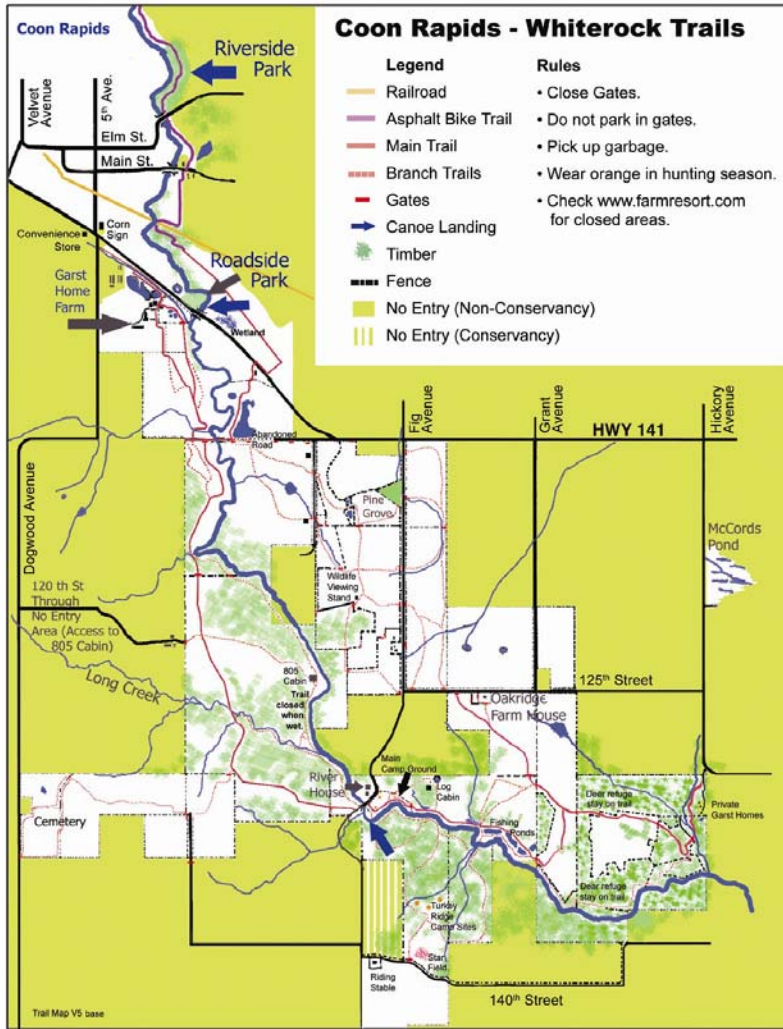 Coon Rapids - Whiterock Trails
Coon Rapids
Riverside
Park
Legend
Railroad
Asphalt Bike Trail
Main Trail
Branch Trails
Gates
Canoe Landing
Timber
Fence
No Entry (Non-Conservancy)
No Entry (Conservancy)
Rules
• Close Gates.
• Do not park in gates.
• Pick up garbage.
• Wear orange in hunting season.
• Check www.farmresort.com
for closed areas.
Velvet
Avenue
5th Ave.
Elm St.
Main St.
Corn
Sign
Convenience
Store
Garst
Home
Farm
Roadside
Park
Wetland
Fig
Avenue
Grant
Avenue
Hickory
Avenue
HWY 141
Abandoned
Road
Pine
Grove
McCords
Pond
Dogwood Avenue
120 th St
Through
No Entry
Area (Access to
805 Cabin)
Wildlife
Viewing
Stand
Long Creek
805
Cabin
Trail
closed
when
wet.
125th Street
Oakridge
Farm House
Main
Camp Ground
River
House
Log
Cabin
Cemetery
Fishing
Ponds
Deer refuge
stay on trail
Private
Garst Homes
Deer refuge
stay on trail
Turkey
Ridge
Camp Sites
Star
Field
Riding
Stable
140th Street
Trail Map V5 base